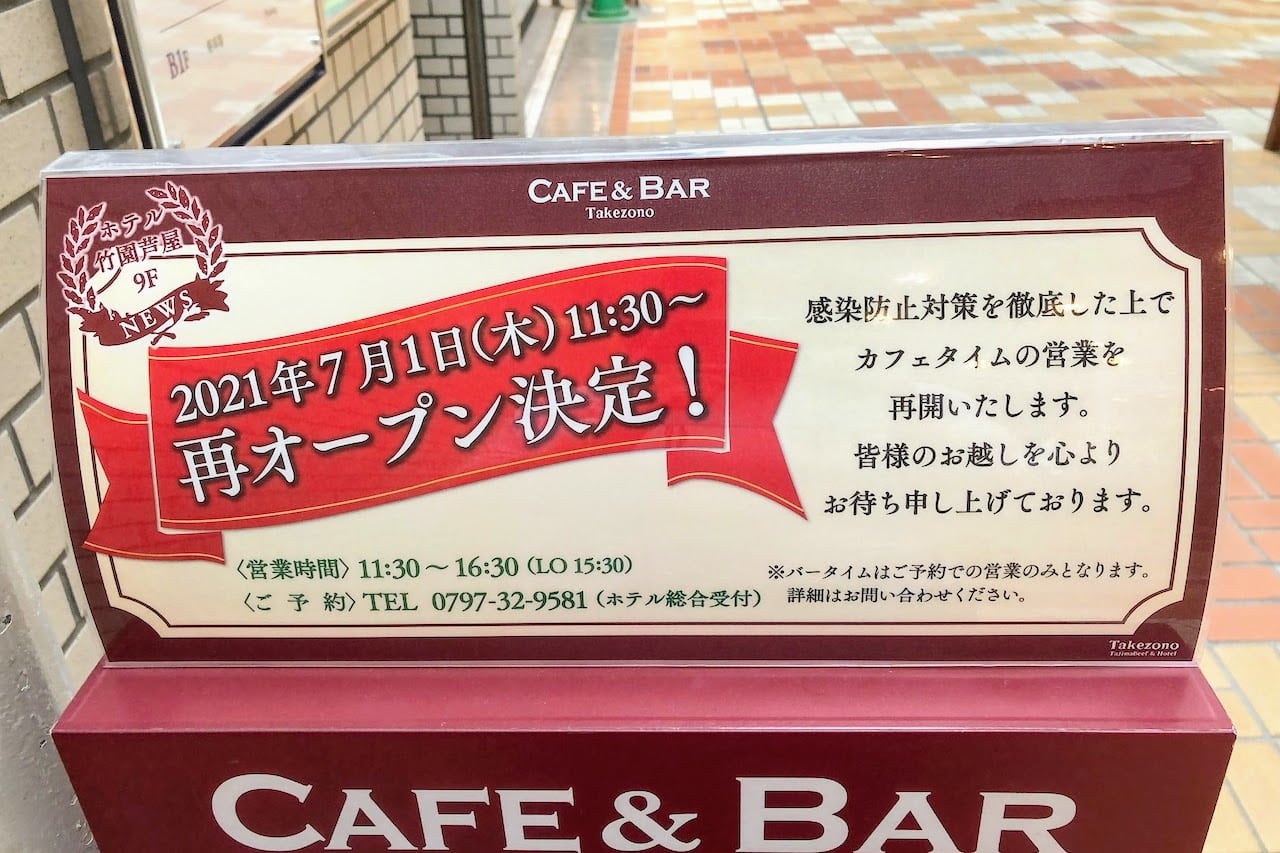 B1F
CAFE & BAR
Takezono
ホテル
竹園芦屋
9F
NEWS
2021年7月1日(木)11:30～
再オープン決定！
感染防止対策を徹底した上で
カフェタイムの営業を
再開いたします。
皆様のお越しを心より
お待ち申し上げております。
〈営業時間〉11:30～16:30（LO 15:30）
〈ご予約〉TEL 0797-32-9581（ホテル総合受付）
※バータイムはご予約での営業のみとなります。
詳細はお問い合わせください。
Takezono
TajimaBeef & Hotel
CAFE & BAR